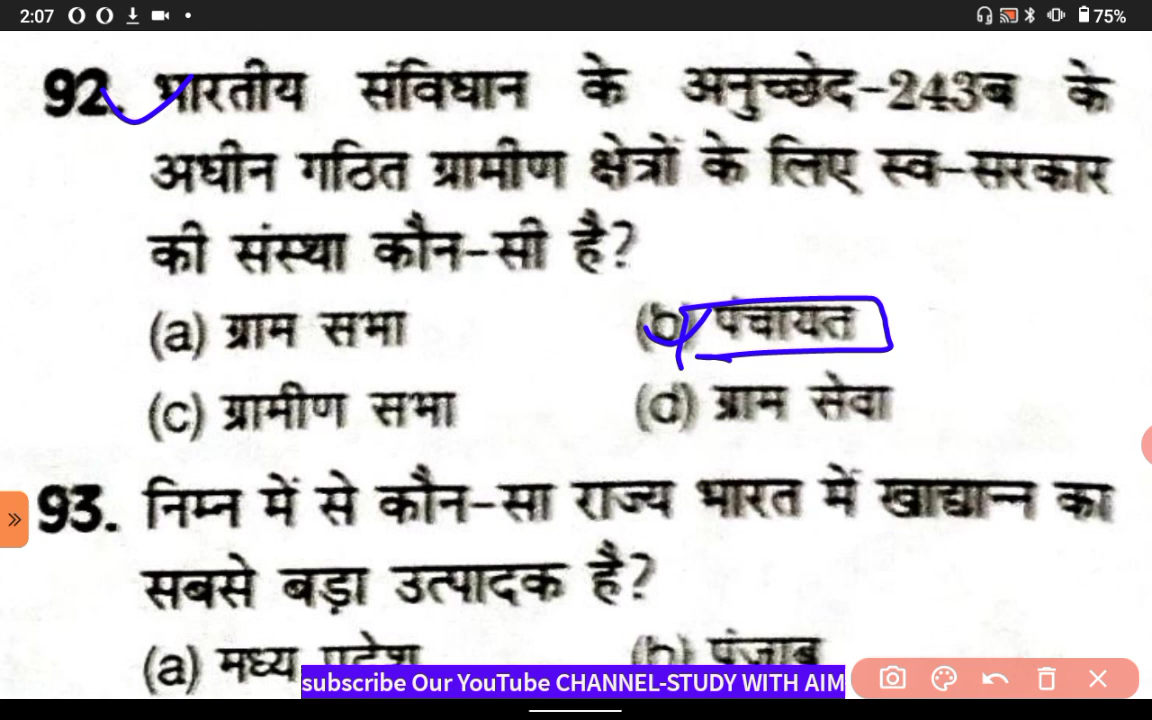 2:07
75%
92. भारतीय संविधान के अनुच्छेद-243ब के
अधीन गठित ग्रामीण क्षेत्रों के लिए स्व-सरकार
की संस्था कौन-सी है?
(a) ग्राम सभा (b) पंचायत
(c) ग्रामीण सभा (d) ग्राम सेवा
93. निम्न में से कौन-सा राज्य भारत में खाद्यान्न का
सबसे बड़ा उत्पादक है?
(a) मध्य प्रदेश (b) पंजाब
subscribe Our YouTube CHANNEL-STUDY WITH AIM